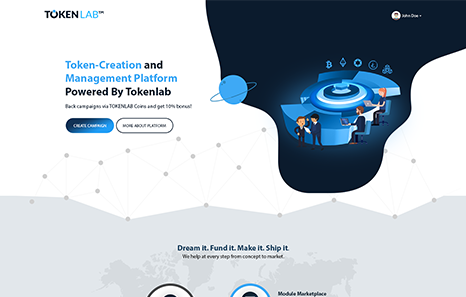 TOKENLAB™
John Doe
Token-Creation and
Management Platform
Powered By Tokenlab
Back campaigns via TOKENLAB Coins and get 10% bonus!
CREATE CAMPAIGN
MORE ABOUT PLATFORM
Dream it. Fund it. Make it. Ship it.
We help at every step from concept to market.
Module Marketplace